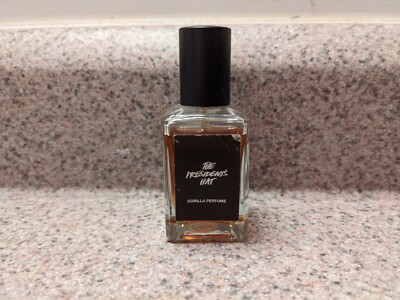 THE
PRESIDENT'S
HAT
GORILLA PERFUME